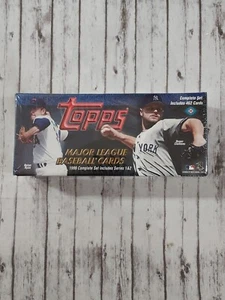 Complete Set
Includes 462 Cards
Topps
MAJOR LEAGUE
BASEBALL CARDS
YORK
1999 Complete Set Includes Series 1&2